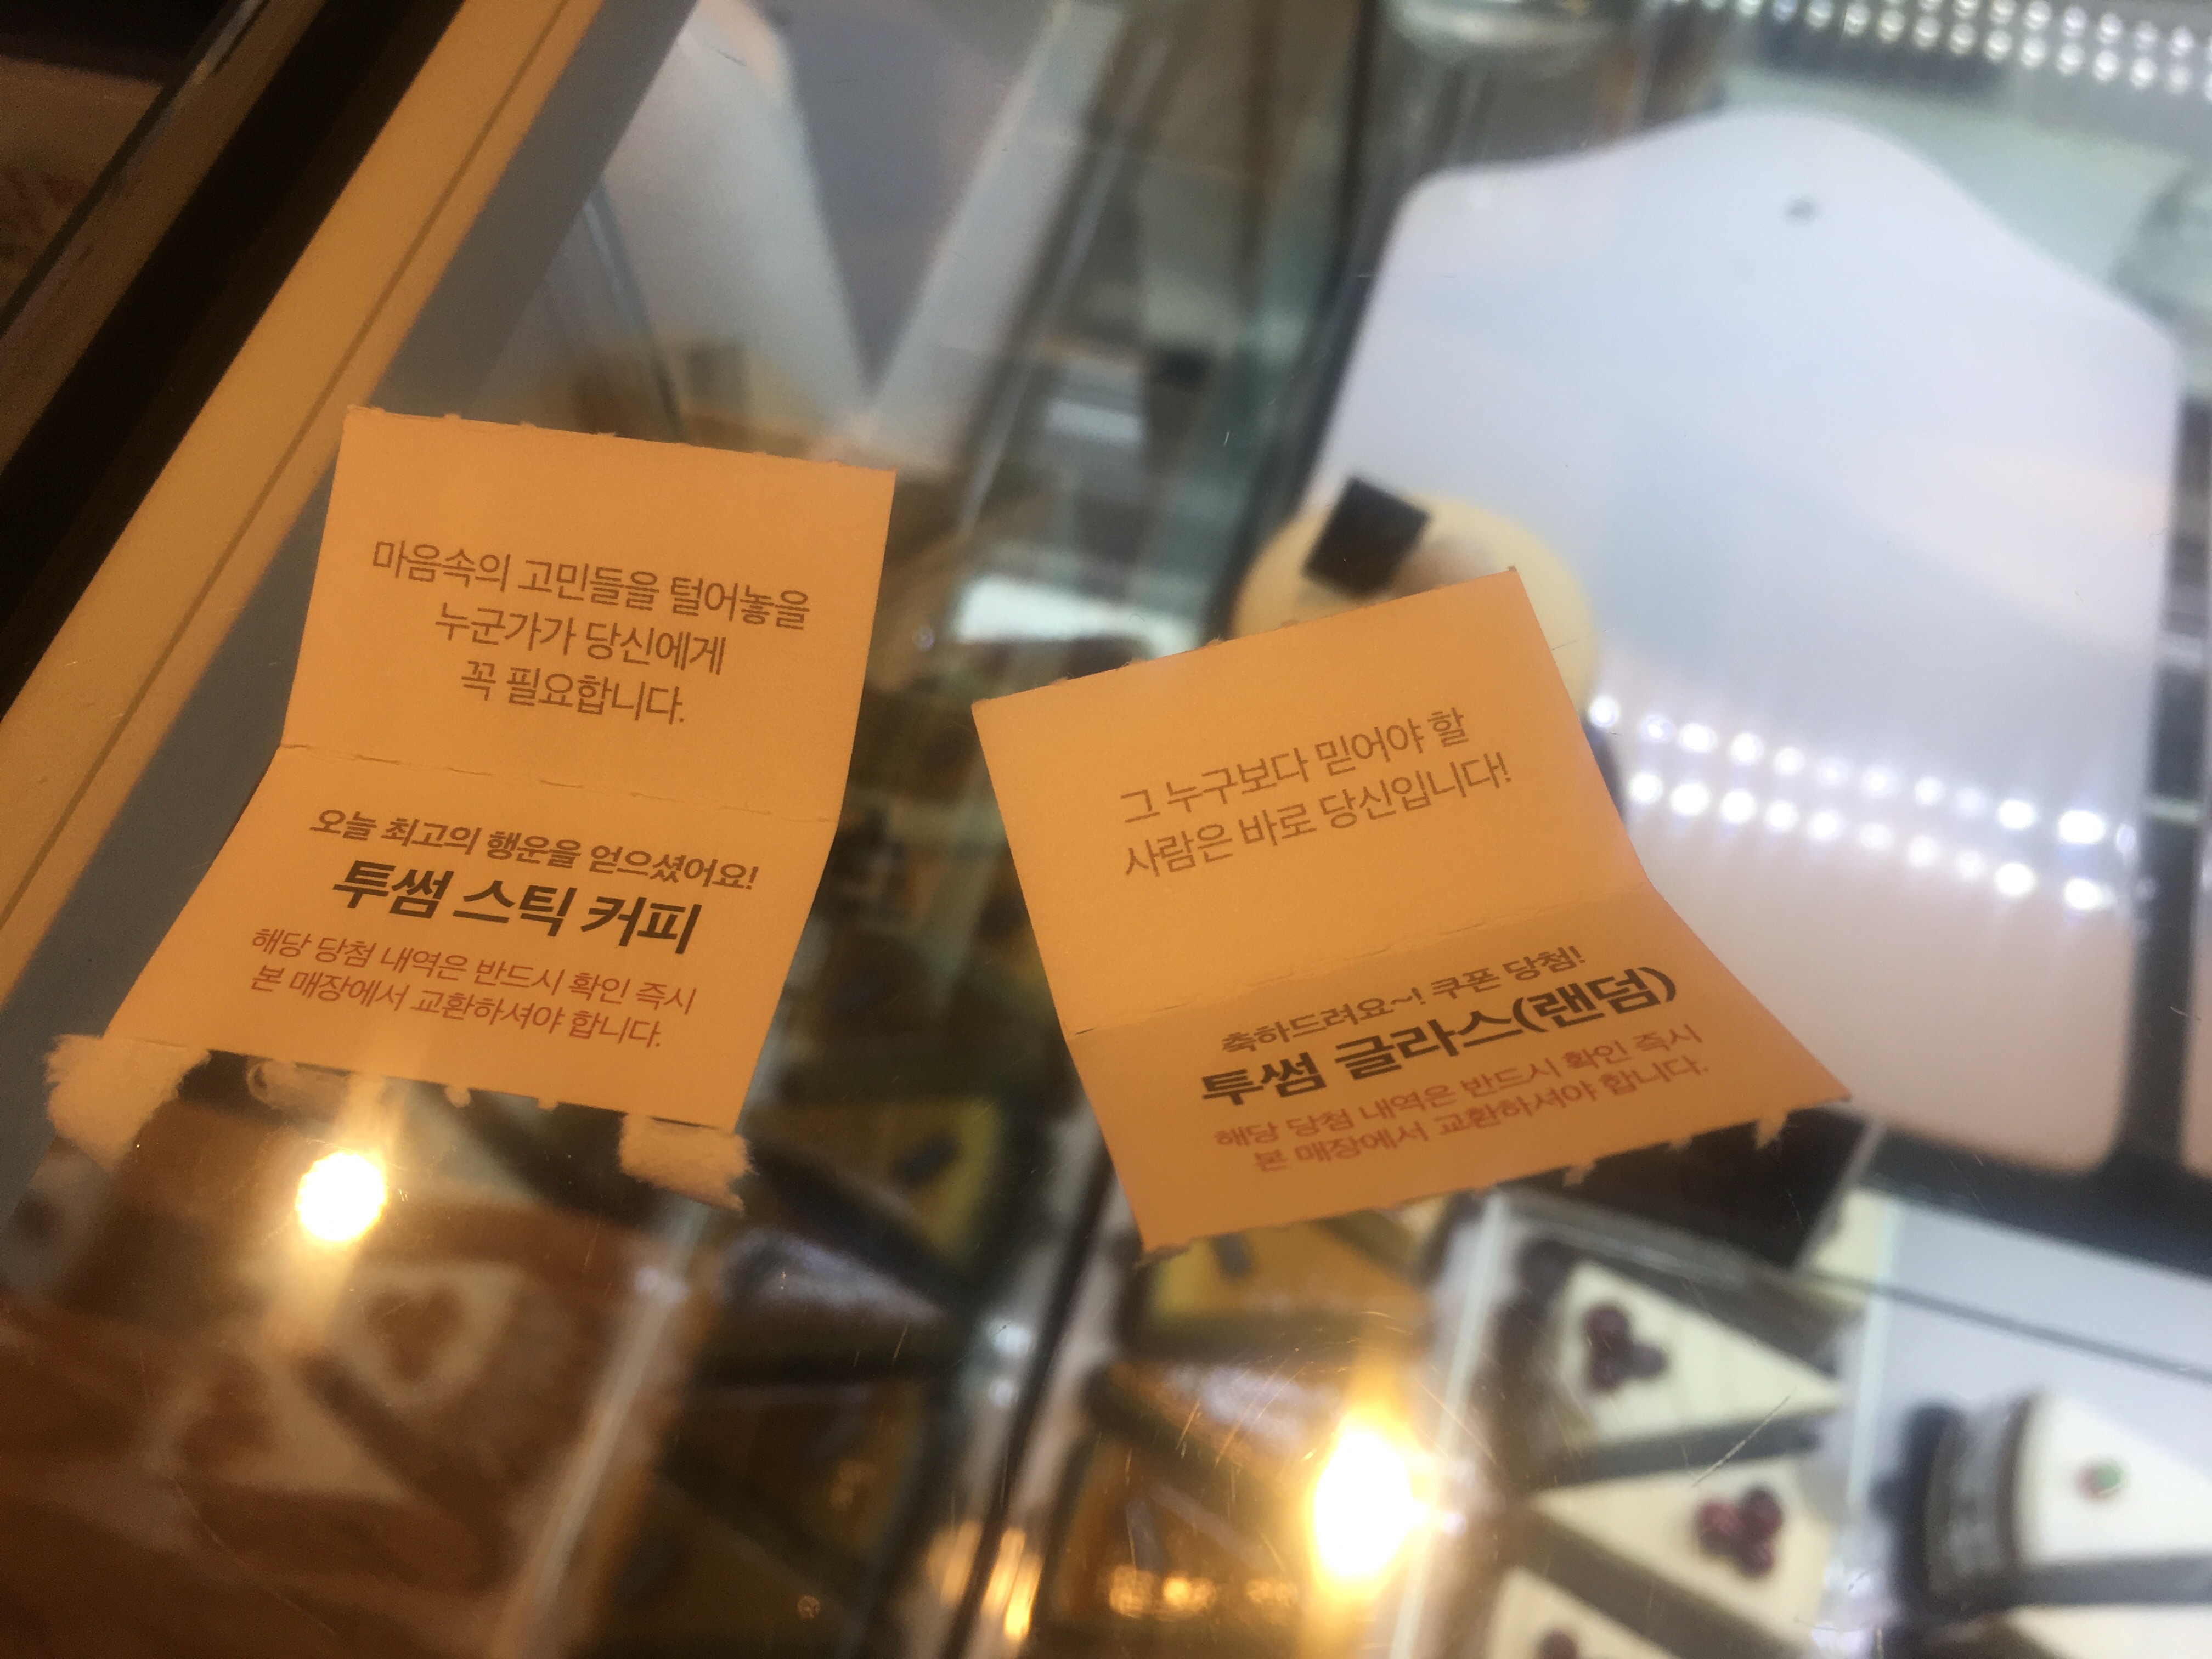 마음속의 고민들을 털어놓을
누군가가 당신에게
꼭 필요합니다.
오늘 최고의 행운을 얻으셨어요!
투썸 스틱 커피
해당 당첨 내역은 반드시 확인 즉시
본 매장에서 교환하셔야 합니다.
그 누구보다 믿어야 할
사람은 바로 당신입니다!
축하드려요~! 쿠폰 당첨!
투썸 글라스(랜덤)
해당 당첨 내역은 반드시 확인 즉시
본 매장에서 교환하셔야 합니다.